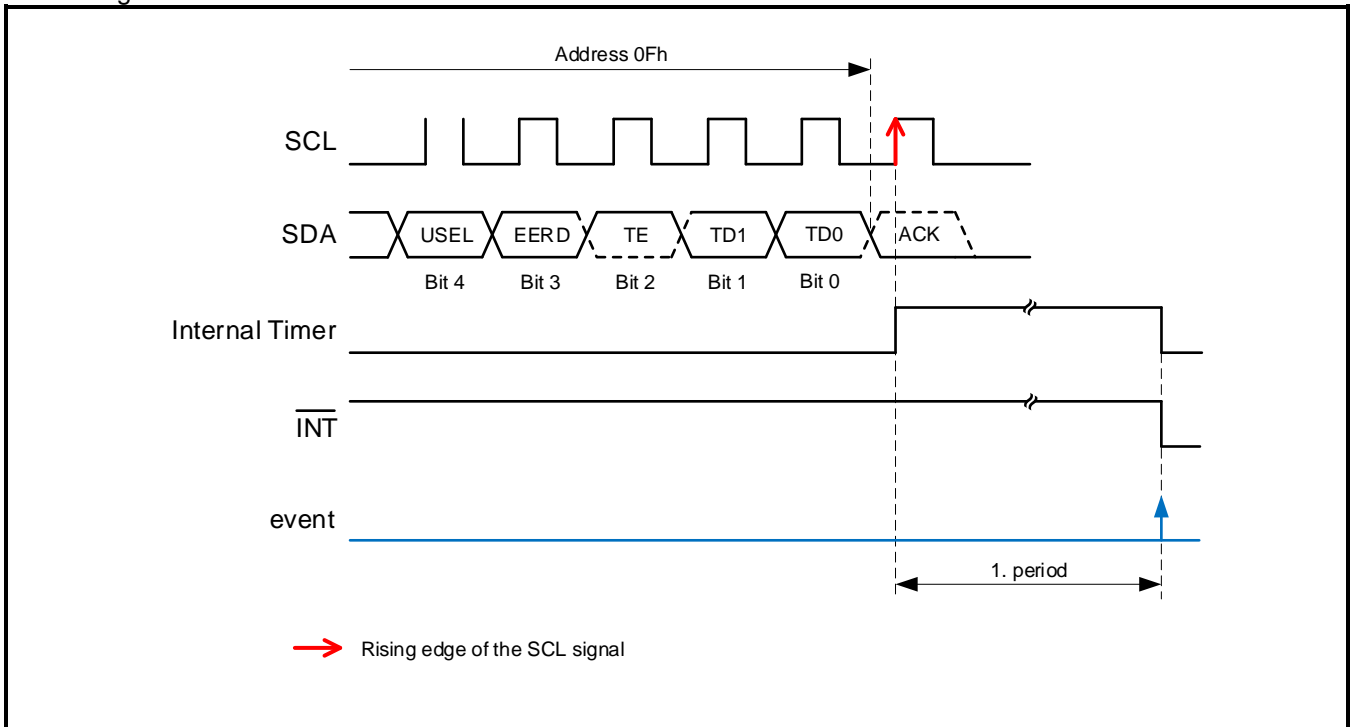 Address 0Fh
SCL
SDA USEL EERD TE TD1 TD0 ACK
Bit 4 Bit 3 Bit 2 Bit 1 Bit 0
Internal Timer
INT
event
1. period
Rising edge of the SCL signal